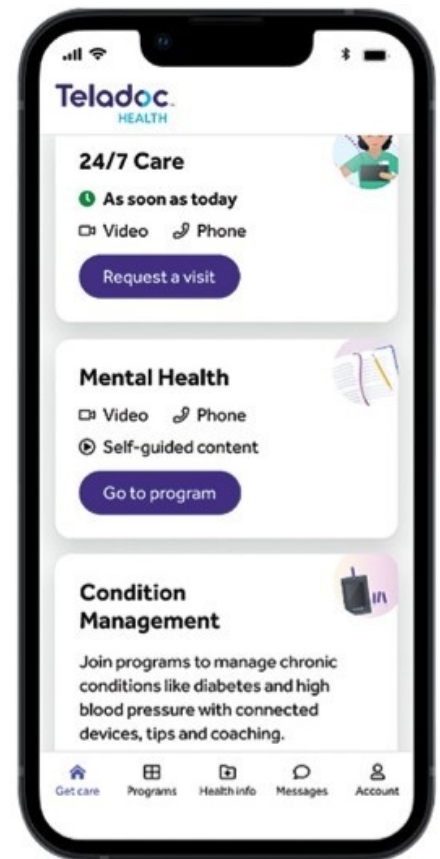 Teladoc
HEALTH
24/7 Care
As soon as today
Video Phone
Request a visit
Mental Health
Video Phone
Self-guided content
Go to program
Condition
Management
Join programs to manage chronic
conditions like diabetes and high
blood pressure with connected
devices, tips and coaching.
Get care Programs Health info Messages Account